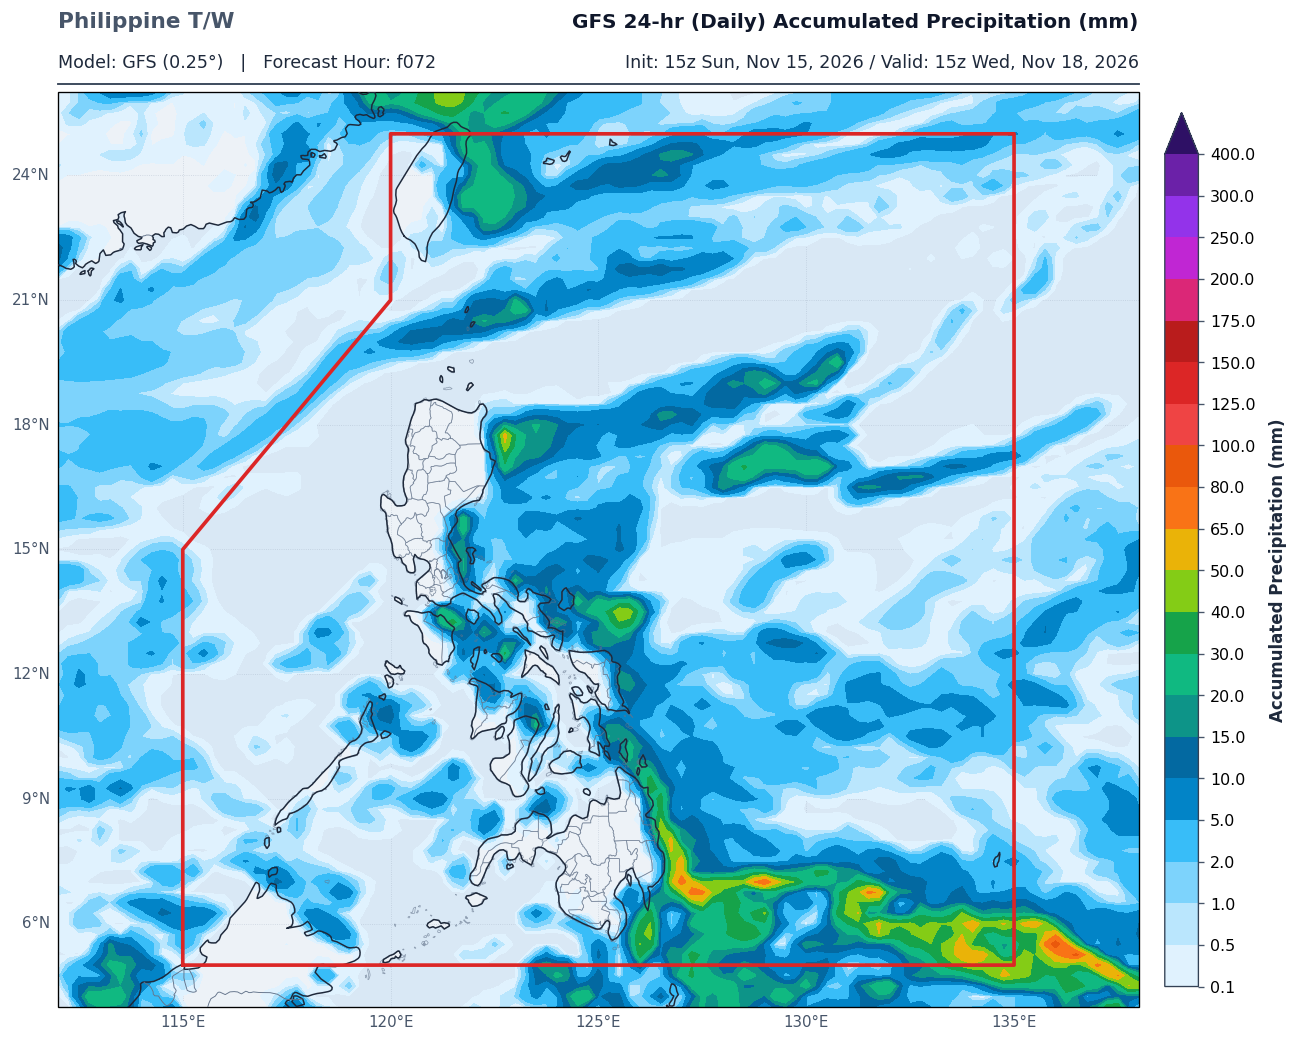 Philippine T/W
GFS 24-hr (Daily) Accumulated Precipitation (mm)
Model: GFS (0.25°)   |   Forecast Hour: f072
Init: 15z Sun, Nov 15, 2026 / Valid: 15z Wed, Nov 18, 2026
24°N
21°N
18°N
15°N
12°N
9°N
6°N
115°E
120°E
125°E
130°E
135°E
400.0
300.0
250.0
200.0
175.0
150.0
125.0
100.0
80.0
65.0
50.0
40.0
30.0
20.0
15.0
10.0
5.0
2.0
1.0
0.5
0.1
Accumulated Precipitation (mm)